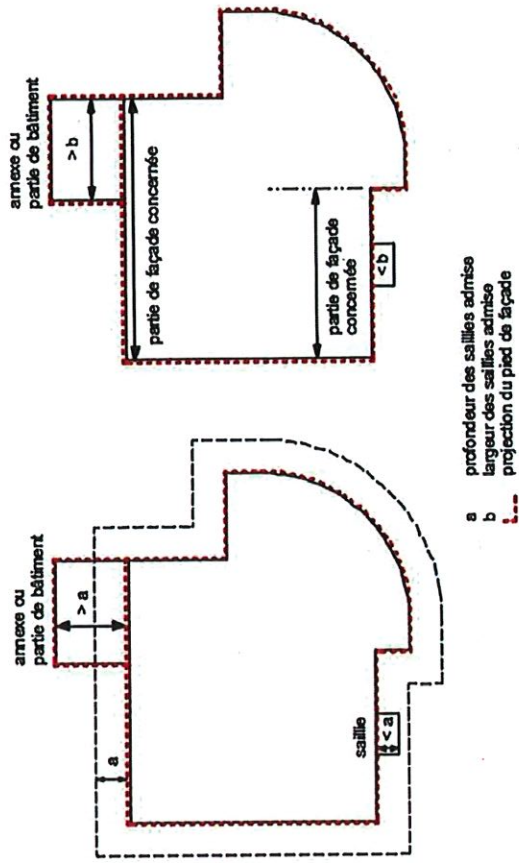 annexe ou
partie de bâtiment
> a
a
saillie
< a
annexe ou
partie de bâtiment
> b
partie de façade concernée
partie de façade
concernée
< b
a profondeur des saillies admise
b largeur des saillies admise
projection du pied de façade